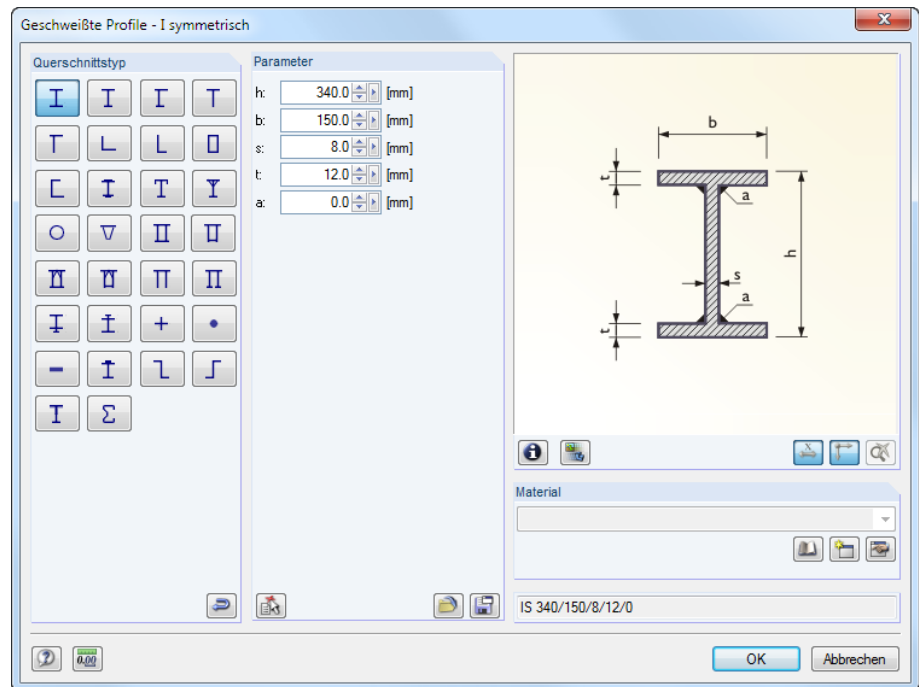 Geschweißte Profile - I symmetrisch
Querschnittstyp
Parameter
h: 340.0 [mm]
b: 150.0 [mm]
s: 8.0 [mm]
t: 12.0 [mm]
a: 0.0 [mm]
b
t
a
h
s
a
t
Material
IS 340/150/8/12/0
0.00
OK
Abbrechen